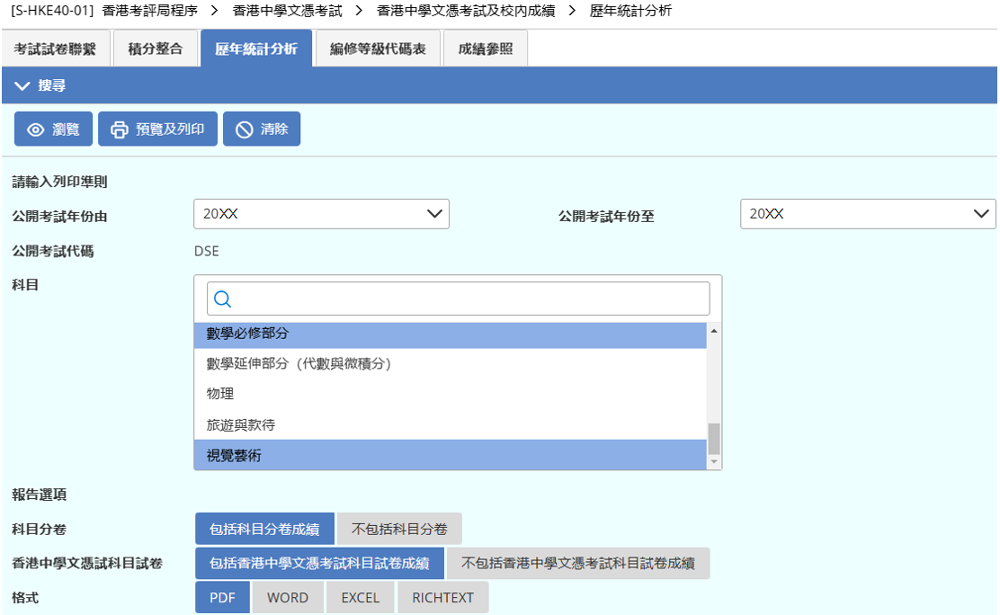 [S-HKE40-01] 香港考評局程序 > 香港中學文憑考試 > 香港中學文憑考試及校內成績 > 歷年統計分析
考試試卷聯繫 積分整合 歷年統計分析 編修等級代碼表 成績參照
搜尋
瀏覽 預覽及列印 清除
請輸入列印準則
公開考試年份由 20XX 公開考試年份至 20XX
公開考試代碼 DSE
科目
數學必修部分
數學延伸部分（代數與微積分）
物理
旅遊與款待
視覺藝術
報告選項
科目分卷 包括科目分卷成績 不包括科目分卷
香港中學文憑試科目試卷 包括香港中學文憑考試科目試卷成績 不包括香港中學文憑考試科目試卷成績
格式 PDF WORD EXCEL RICHTEXT